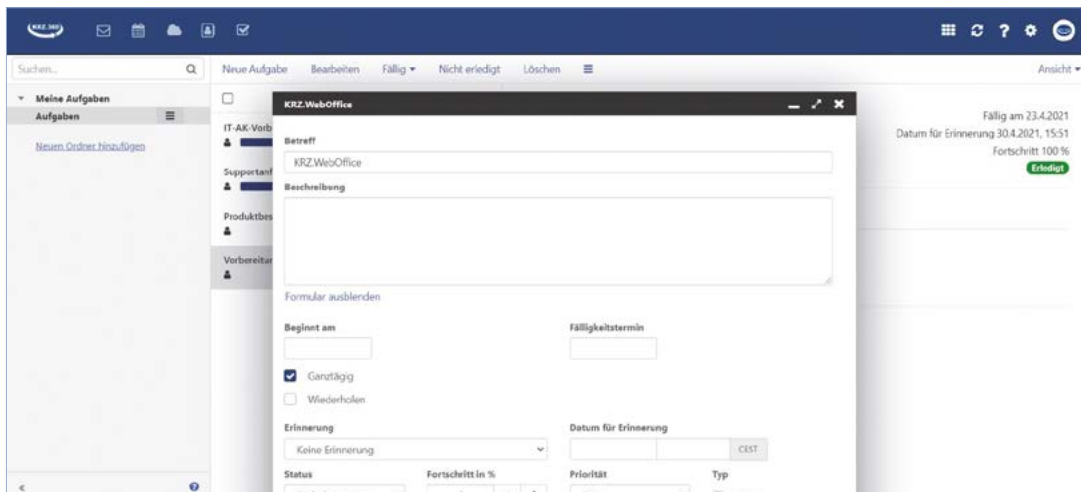 KRZ.360
Suchen...
Neue Aufgabe Bearbeiten Fällig Nicht erledigt Löschen Ansicht
Meine Aufgaben
Aufgaben
Neuen Ordner hinzufügen
IT-AK-Vorb
Supportanf
Produktbes
Vorbereitun
KRZ.WebOffice
Betreff
KRZ.WebOffice
Beschreibung
Formular ausblenden
Beginnt am Fälligkeitstermin
Ganztägig
Wiederholen
Erinnerung Datum für Erinnerung
Keine Erinnerung CEST
Status Fortschritt in % Priorität Typ
Fällig am 23.4.2021
Datum für Erinnerung 30.4.2021, 15:51
Fortschritt 100 %
Erledigt